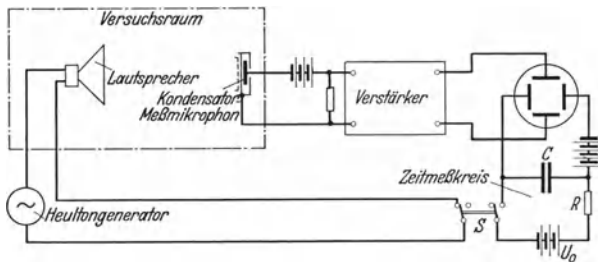 Versuchsraum
Lautsprecher
Kondensator-
Meßmikrophon
Verstärker
C
Zeitmeßkreis
R
Heultongenerator
S
U₀